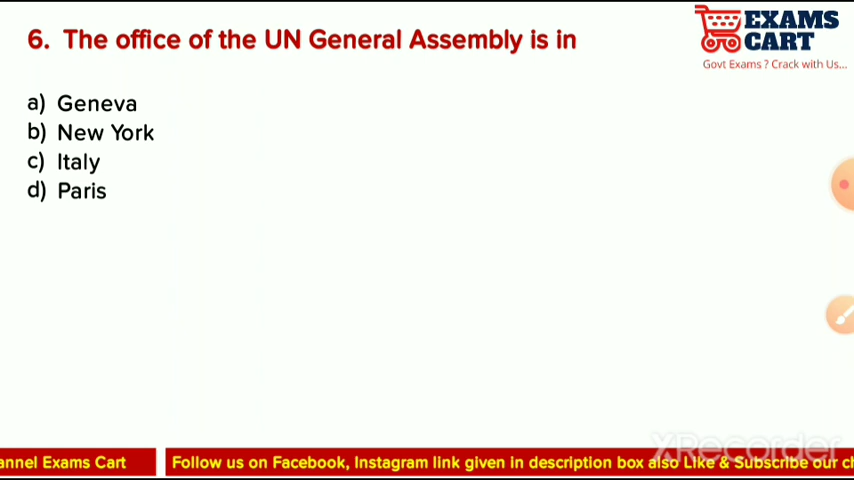 6. The office of the UN General Assembly is in
EXAMS
CART
Govt Exams ? Crack with Us...
a) Geneva
b) New York
c) Italy
d) Paris
XRecorder
annel Exams Cart
Follow us on Facebook, Instagram link given in description box also Like & Subscribe our ch